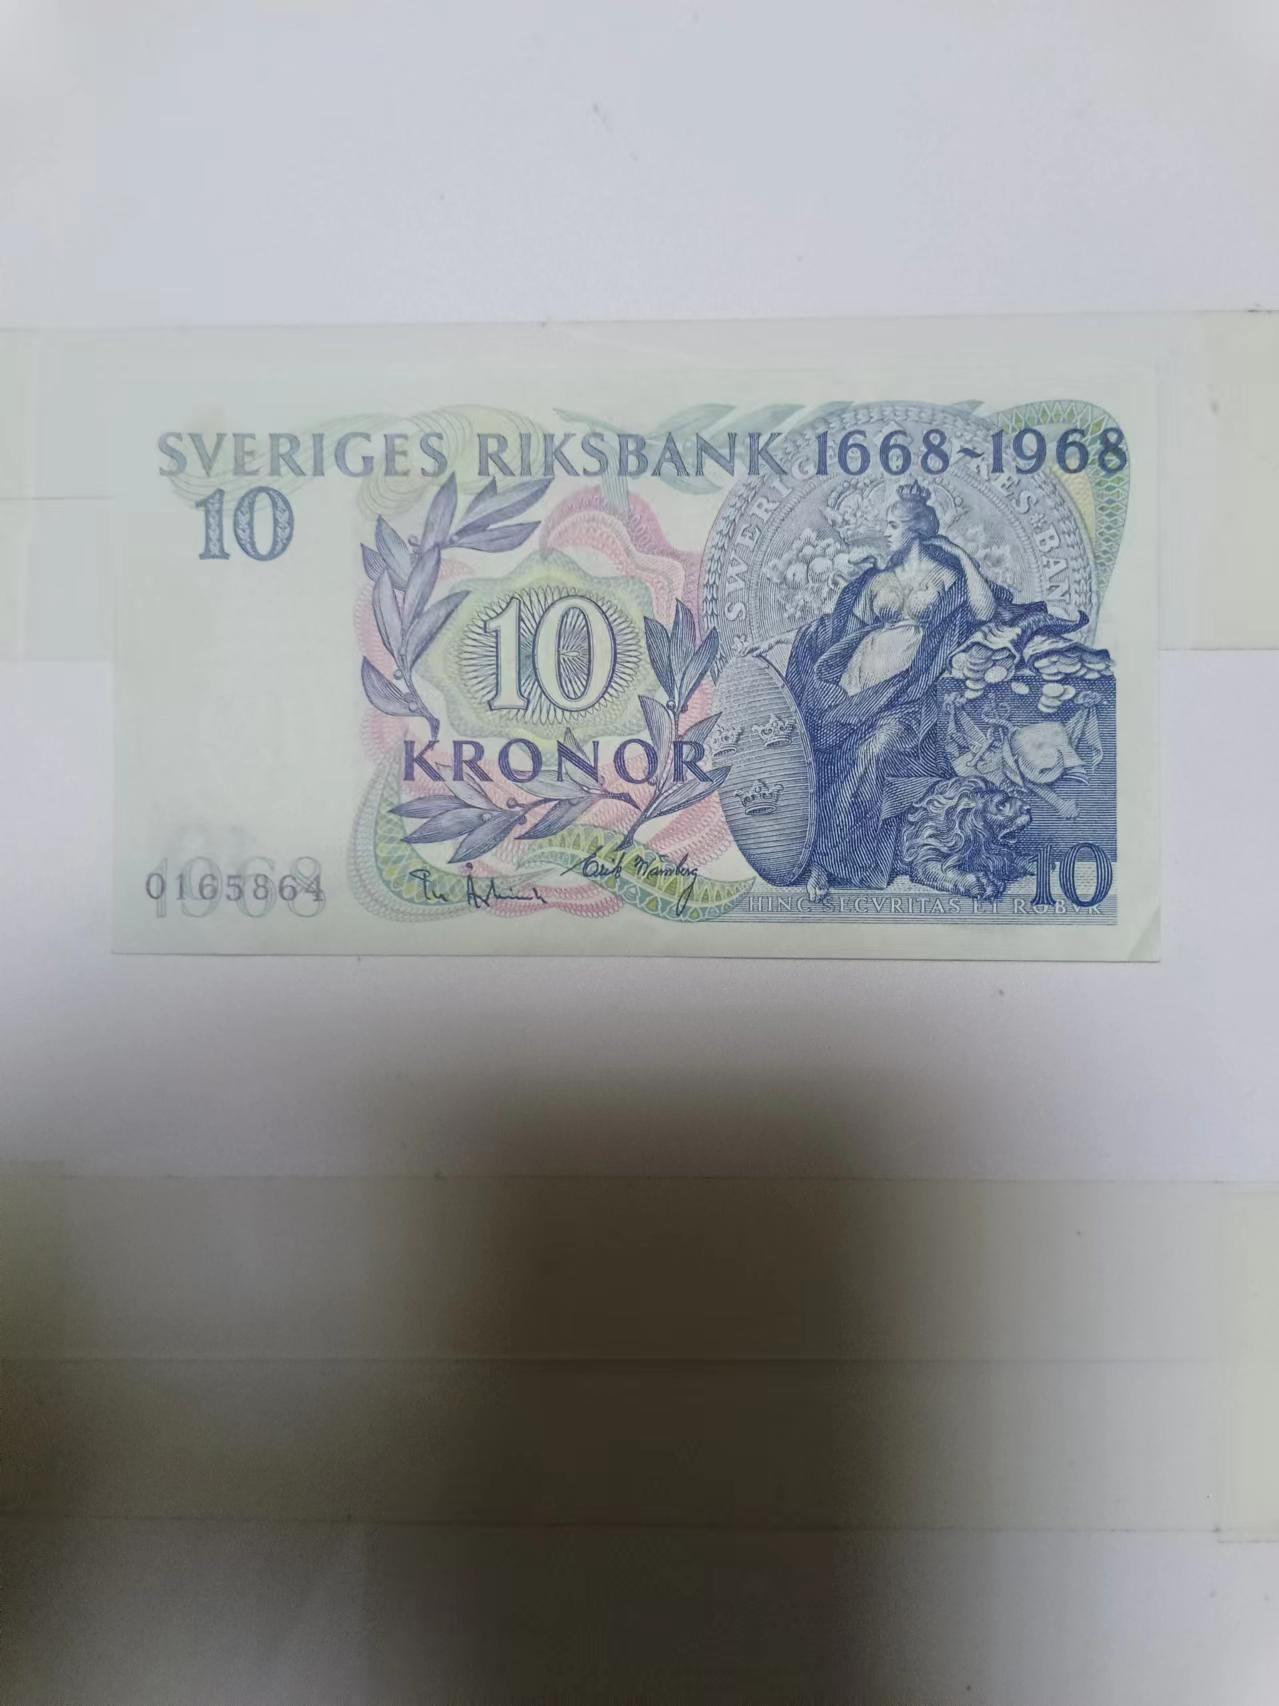 SVERIGES RIKSBANK 1668-1968
10
10
KRONOR
1968
0165864
HINC SECVRITAS ET ROBVR
10